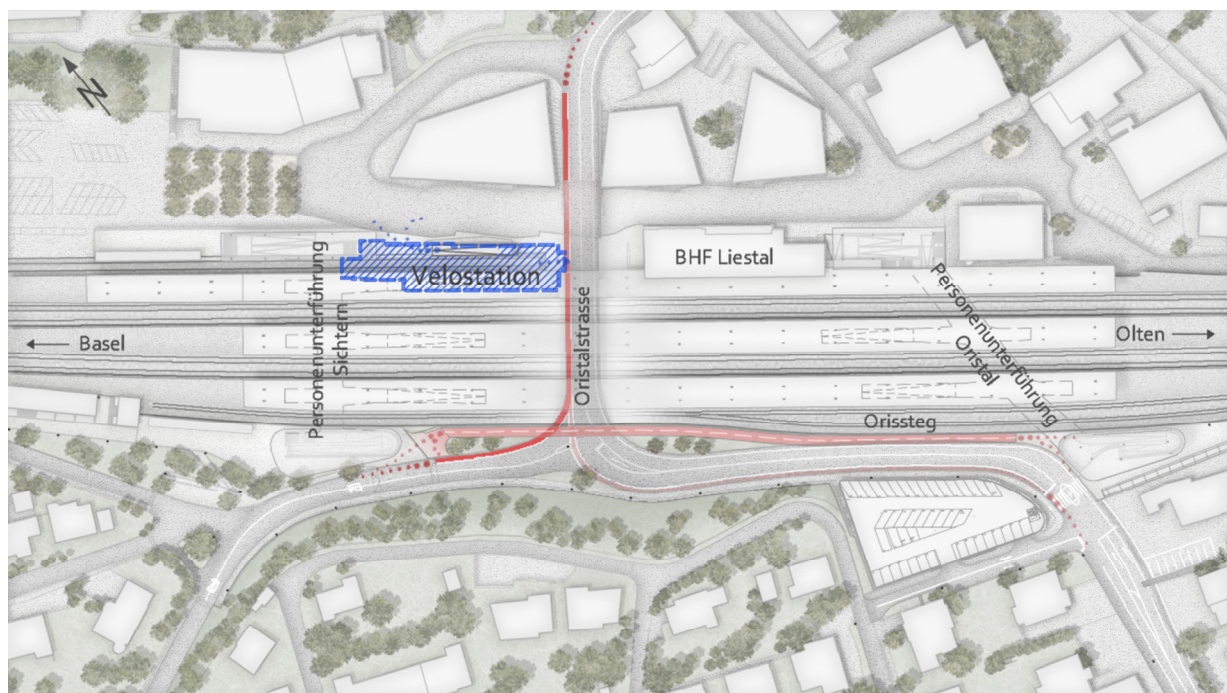 N
BHF Liestal
Velostation
Personenunterführung
Sichtern
Oristalstrasse
Personenunterführung
Oristal
Basel
Olten
Orissteg